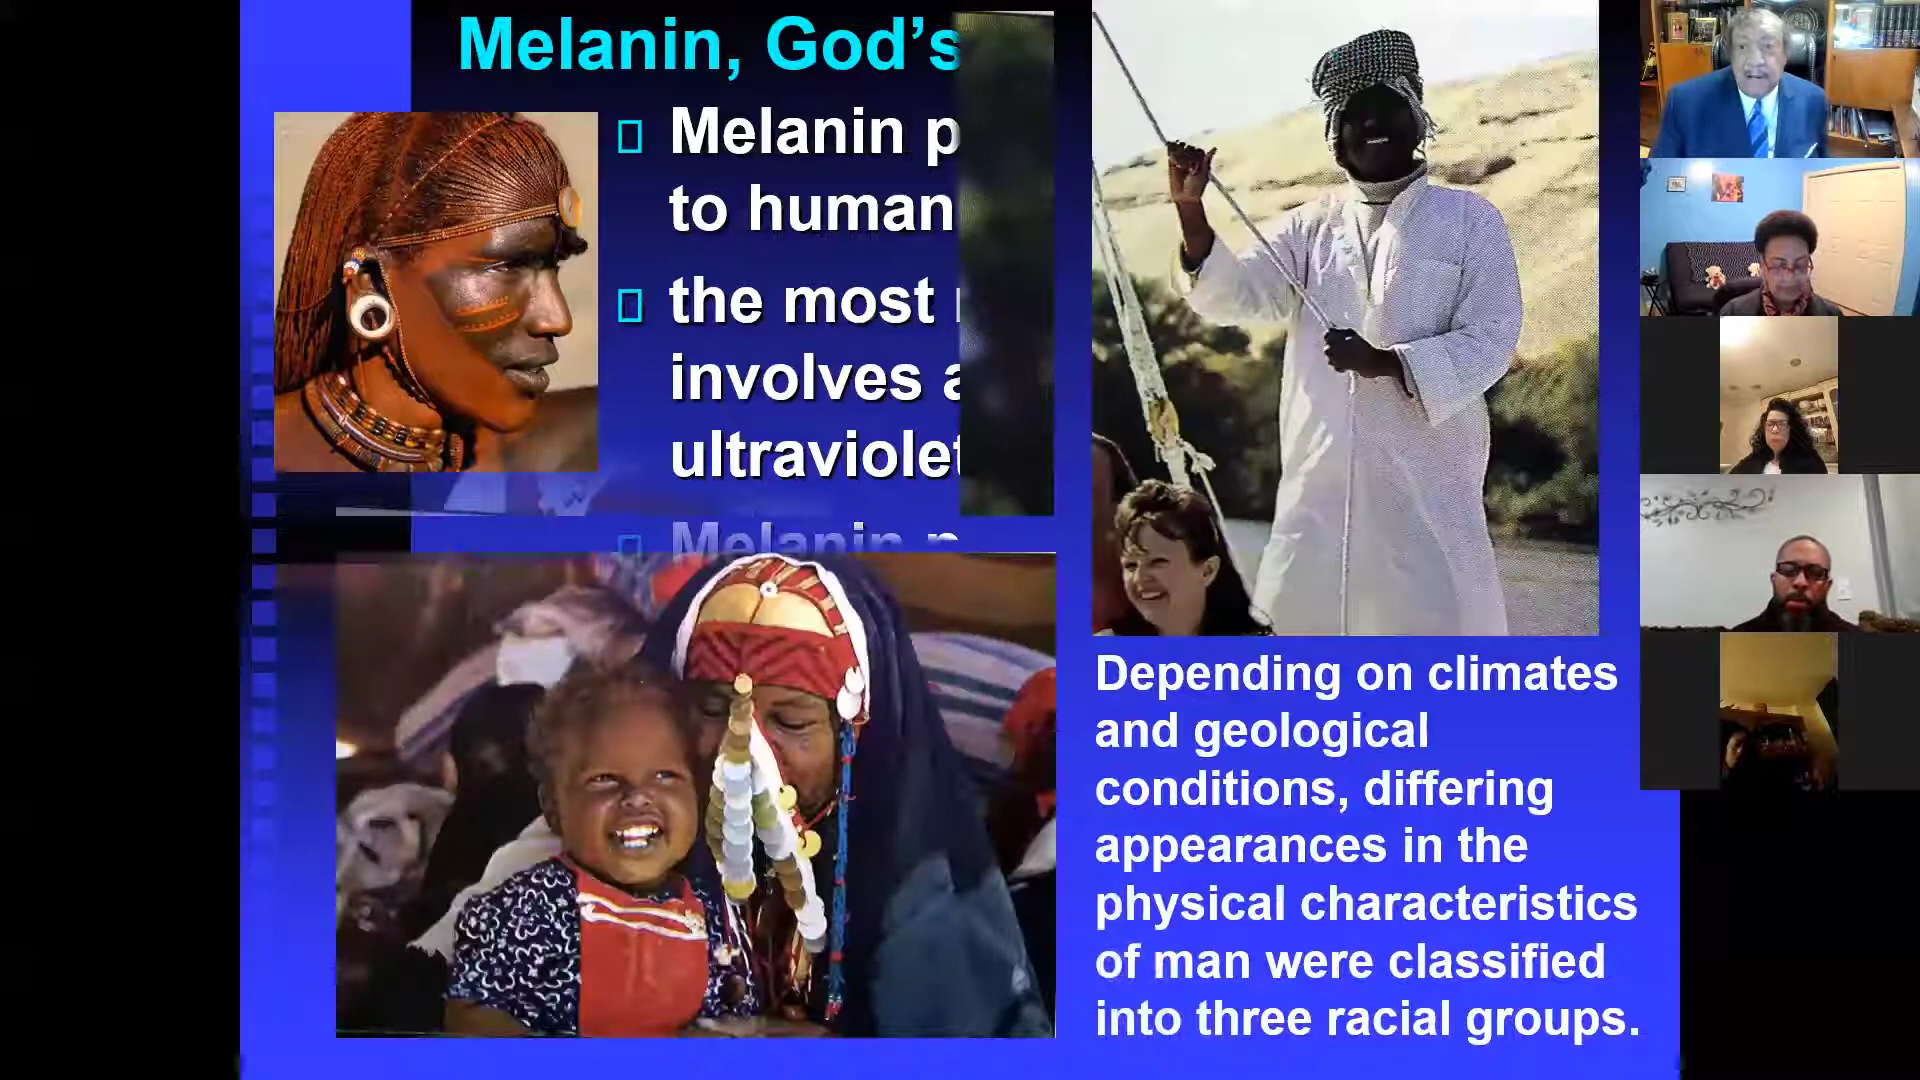 Melanin, God's
Melanin p
to human
the most
involves a
ultraviolet
Melanin p
Depending on climates
and geological
conditions, differing
appearances in the
physical characteristics
of man were classified
into three racial groups.